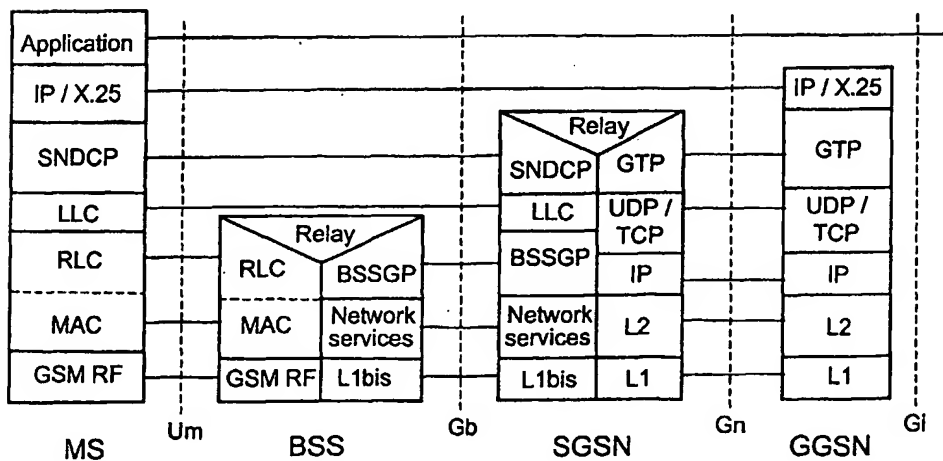 Application
IP / X.25
SNDCP
LLC
RLC
MAC
GSM RF
MS
Um
Relay
RLC
BSSGP
MAC
Network
services
GSM RF
L1bis
BSS
Gb
Relay
SNDCP
GTP
LLC
UDP /
TCP
BSSGP
IP
Network
services
L2
L1bis
L1
SGSN
Gn
IP / X.25
GTP
UDP /
TCP
IP
L2
L1
GGSN
Gi